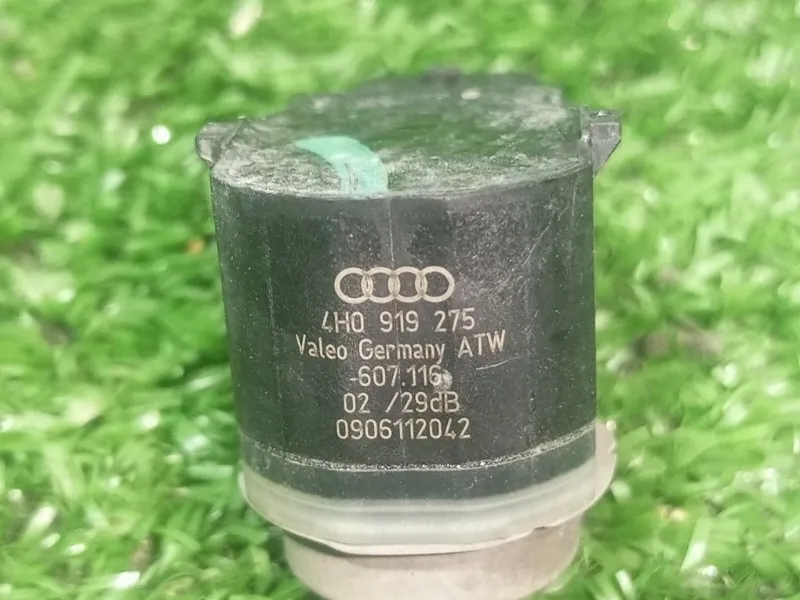 4H0 919 275
Valeo Germany ATW
-607.116
02 /29dB
0906112042